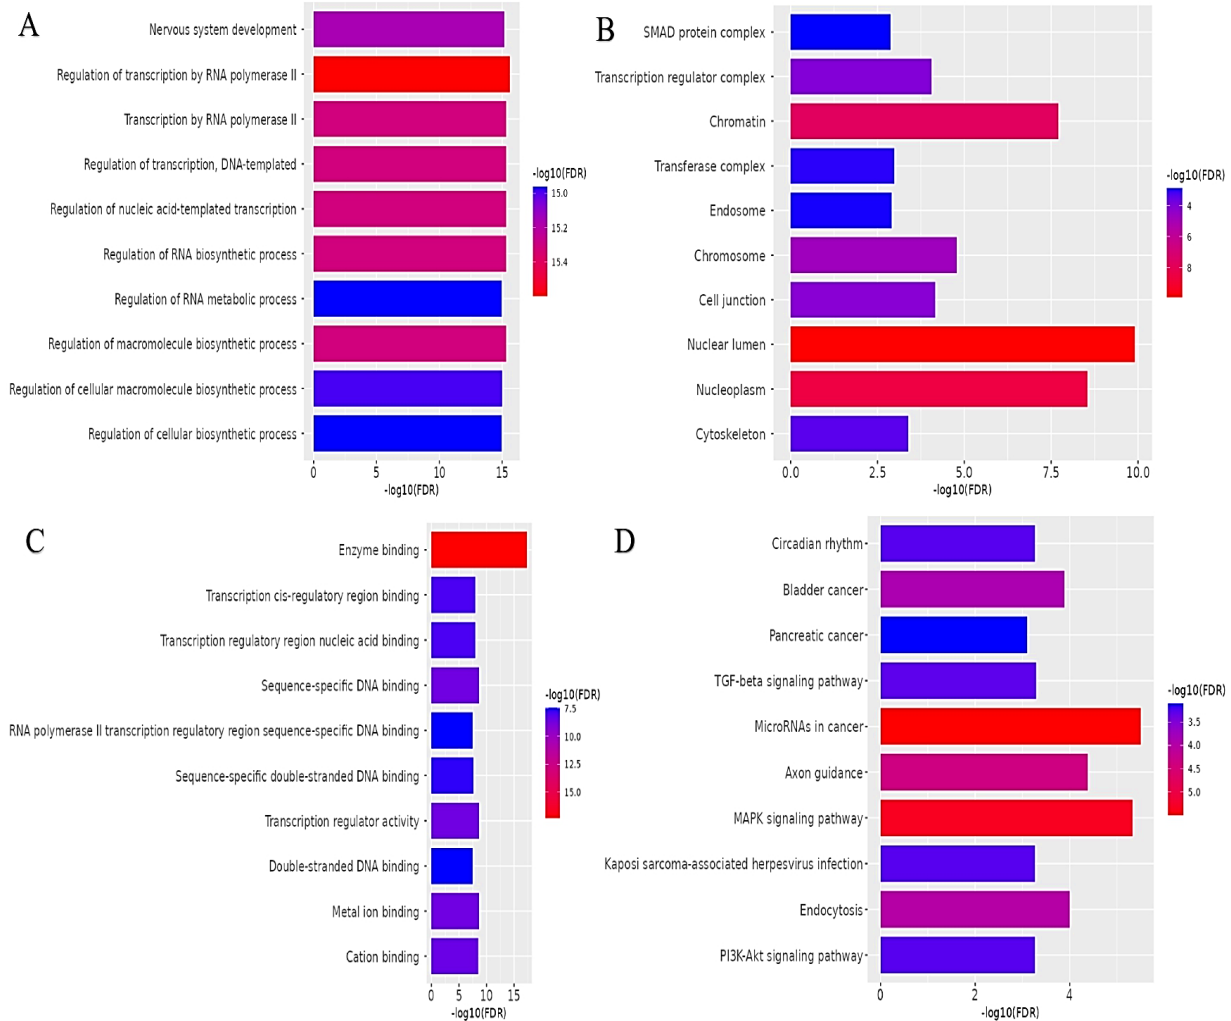 A
Nervous system development
Regulation of transcription by RNA polymerase II
Transcription by RNA polymerase II
Regulation of transcription, DNA-templated
Regulation of nucleic acid-templated transcription
Regulation of RNA biosynthetic process
Regulation of RNA metabolic process
Regulation of macromolecule biosynthetic process
Regulation of cellular macromolecule biosynthetic process
Regulation of cellular biosynthetic process
0 5 10 15
-log10(FDR)
-log10(FDR)
15.0
15.2
15.4
B
SMAD protein complex
Transcription regulator complex
Chromatin
Transferase complex
Endosome
Chromosome
Cell junction
Nuclear lumen
Nucleoplasm
Cytoskeleton
0.0 2.5 5.0 7.5 10.0
-log10(FDR)
-log10(FDR)
4
6
8
C
Enzyme binding
Transcription cis-regulatory region binding
Transcription regulatory region nucleic acid binding
Sequence-specific DNA binding
RNA polymerase II transcription regulatory region sequence-specific DNA binding
Sequence-specific double-stranded DNA binding
Transcription regulator activity
Double-stranded DNA binding
Metal ion binding
Cation binding
0 5 10 15
-log10(FDR)
-log10(FDR)
7.5
10.0
12.5
15.0
D
Circadian rhythm
Bladder cancer
Pancreatic cancer
TGF-beta signaling pathway
MicroRNAs in cancer
Axon guidance
MAPK signaling pathway
Kaposi sarcoma-associated herpesvirus infection
Endocytosis
PI3K-Akt signaling pathway
0 2 4
-log10(FDR)
-log10(FDR)
3.5
4.0
4.5
5.0